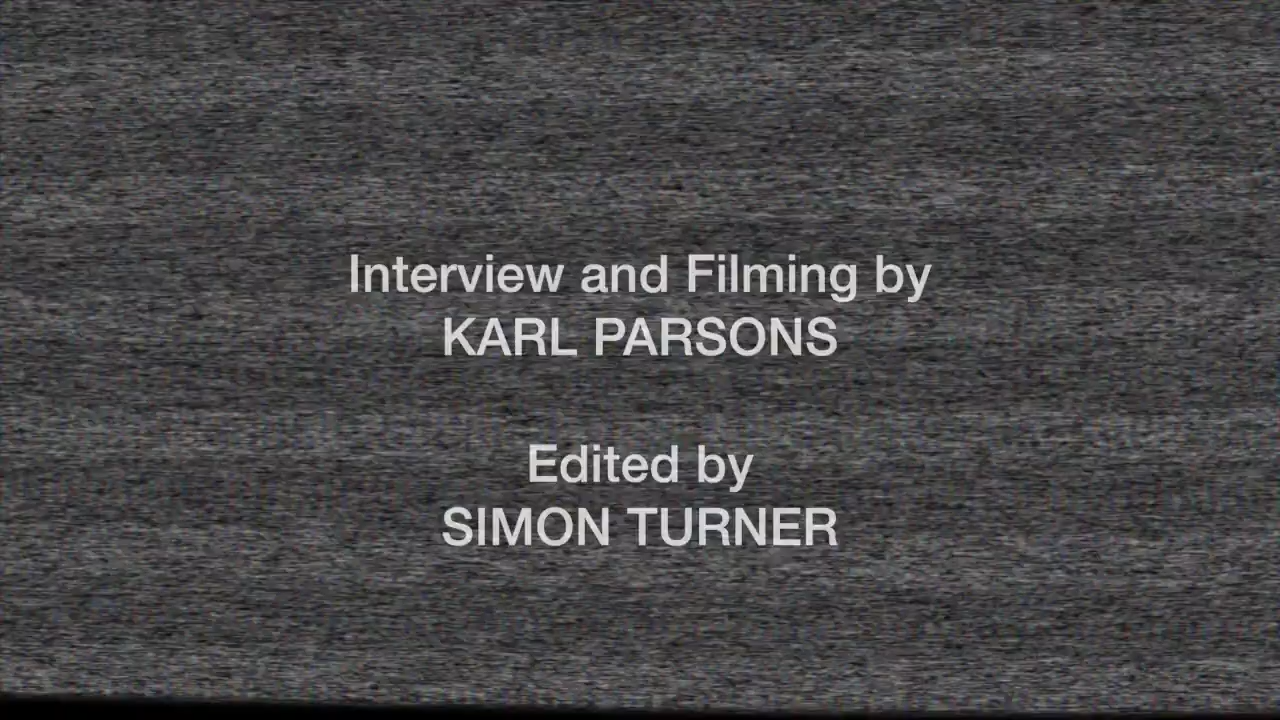 Interview and Filming by
KARL PARSONS
Edited by
SIMON TURNER